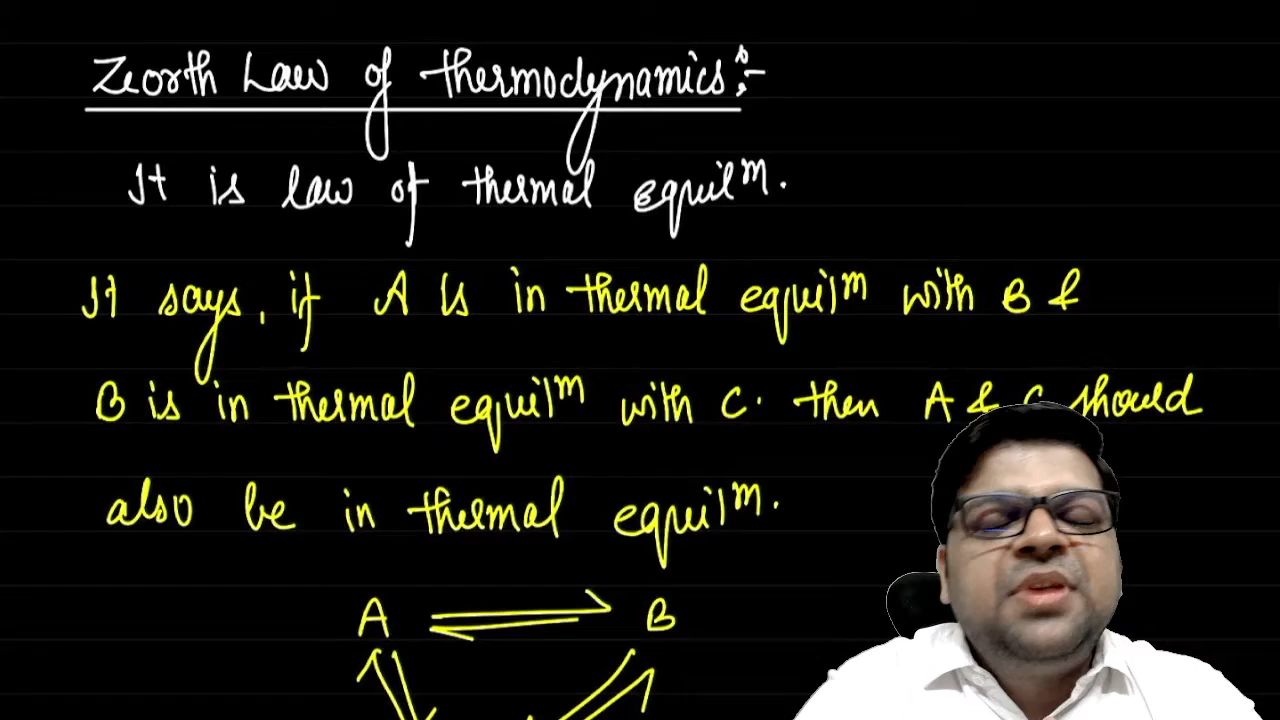 Zeorth Law of thermodynamics:-
It is law of thermal equilm.
It says, if A is in thermal equilm with B &
B is in thermal equilm with C. then A & C should
also be in thermal equilm.
A ⇌ B